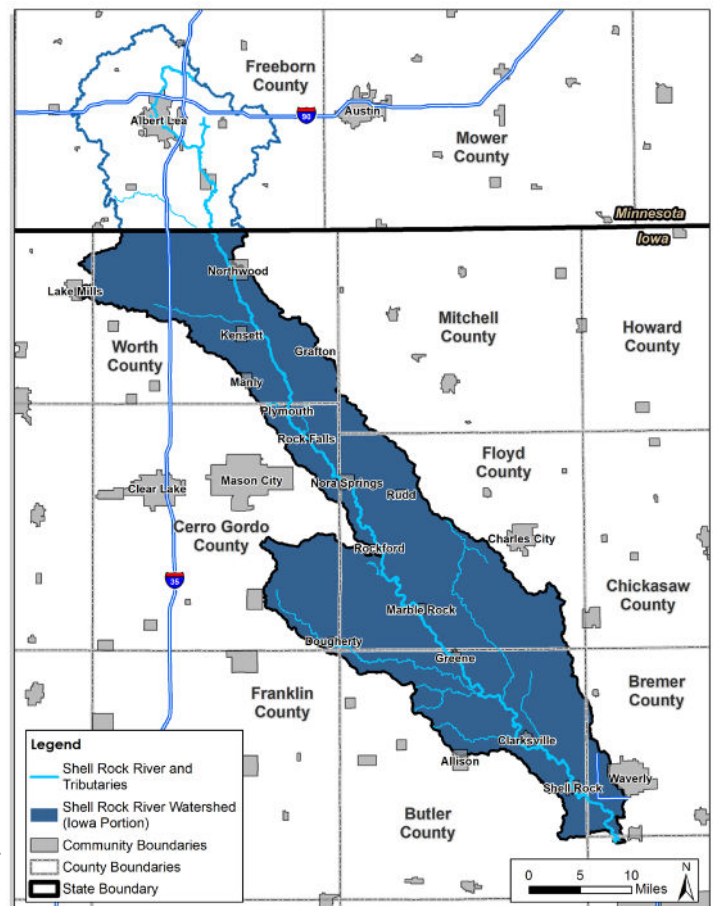 Freeborn
County
Albert Lea
90
Austin
Mower
County
Minnesota
Iowa
Northwood
Lake Mills
Mitchell
County
Howard
County
Kensett
Worth
County
Grafton
Manly
Plymouth
Rock Falls
Floyd
County
Mason City
Clear Lake
Nora Springs
Rudd
Cerro Gordo
County
Charles City
Rockford
35
Chickasaw
County
Marble Rock
Dougherty
Greene
Franklin
County
Bremer
County
Clarksville
Allison
Waverly
Shell Rock
Butler
County
Legend
Shell Rock River and
Tributaries
Shell Rock River Watershed
(Iowa Portion)
Community Boundaries
County Boundaries
State Boundary
0 5 10
Miles
N